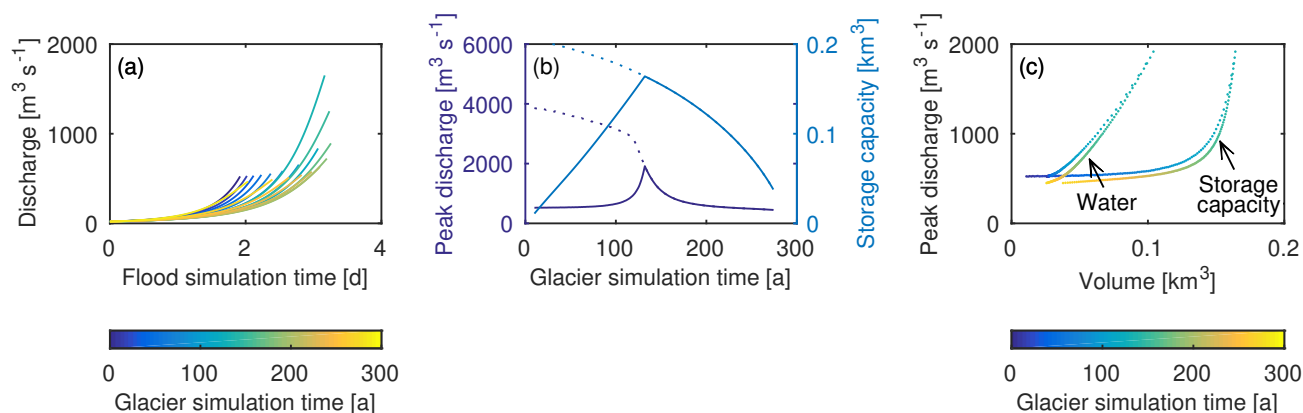 (a)
Discharge [m³ s⁻¹]
2000
1000
0
0 2 4
Flood simulation time [d]
0 100 200 300
Glacier simulation time [a]
(b)
Peak discharge [m³ s⁻¹]
6000
4000
2000
0
Storage capacity [km³]
0.2
0.1
0
0 100 200 300
Glacier simulation time [a]
(c)
Peak discharge [m³ s⁻¹]
2000
1000
0
Water
Storage
capacity
0 0.1 0.2
Volume [km³]
0 100 200 300
Glacier simulation time [a]